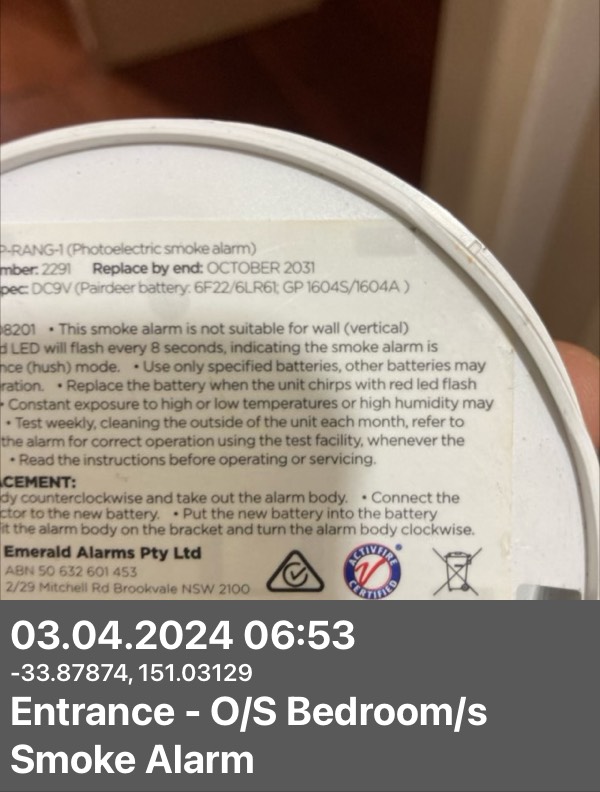 P-RANG-1 (Photoelectric smoke alarm)
mber: 2291 Replace by end: OCTOBER 2031
pec: DC9V (Pairdeer battery: 6F22/6LR61; GP 1604S/1604A )
8201 • This smoke alarm is not suitable for wall (vertical)
d LED will flash every 8 seconds, indicating the smoke alarm is
nce (hush) mode. • Use only specified batteries, other batteries may
ration. • Replace the battery when the unit chirps with red led flash
• Constant exposure to high or low temperatures or high humidity may
• Test weekly, cleaning the outside of the unit each month, refer to
the alarm for correct operation using the test facility, whenever the
• Read the instructions before operating or servicing.
CEMENT:
dy counterclockwise and take out the alarm body. • Connect the
ctor to the new battery. • Put the new battery into the battery
it the alarm body on the bracket and turn the alarm body clockwise.
Emerald Alarms Pty Ltd
ABN 50 632 601 453
2/29 Mitchell Rd Brookvale NSW 2100
ACTIVFIRE
CERTIFIED
03.04.2024 06:53
-33.87874, 151.03129
Entrance - O/S Bedroom/s
Smoke Alarm